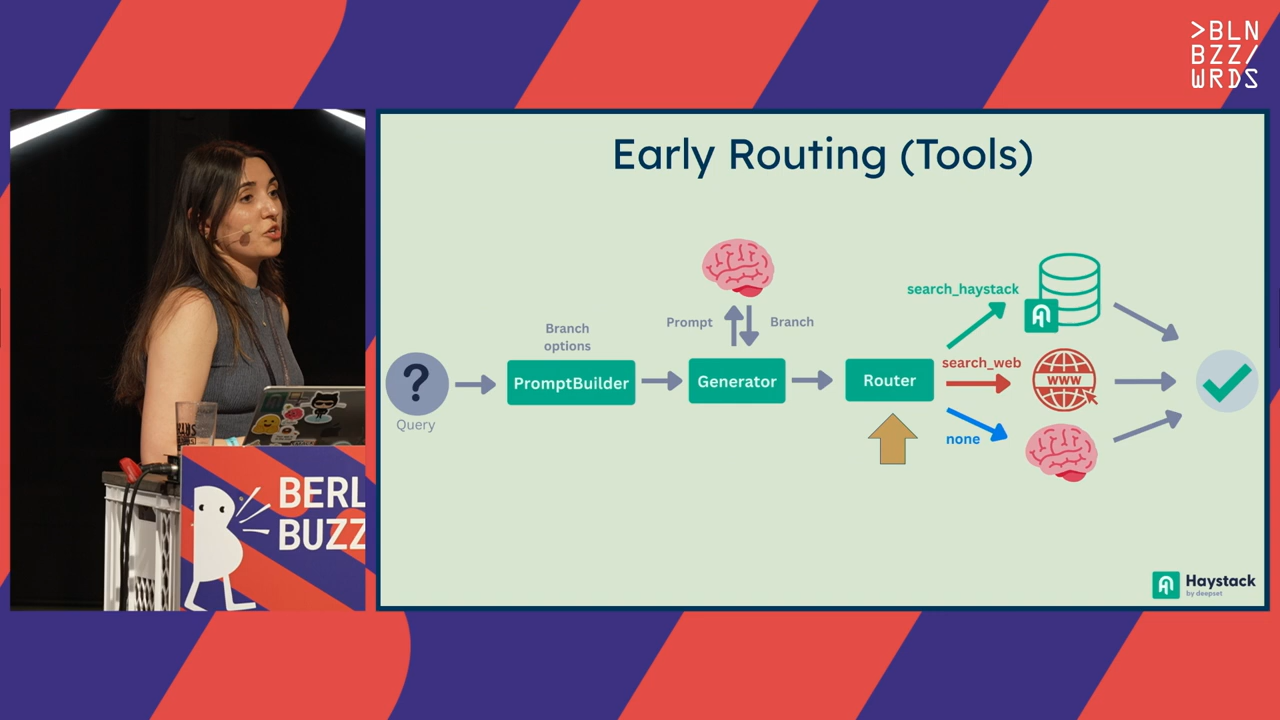 >BLN
BZZ/
WRDS
Early Routing (Tools)
search_haystack
Prompt
Branch
Branch
options
search_web
?
PromptBuilder
Generator
Router
WWW
Query
none
BERL
BUZZ
Haystack
by deepset